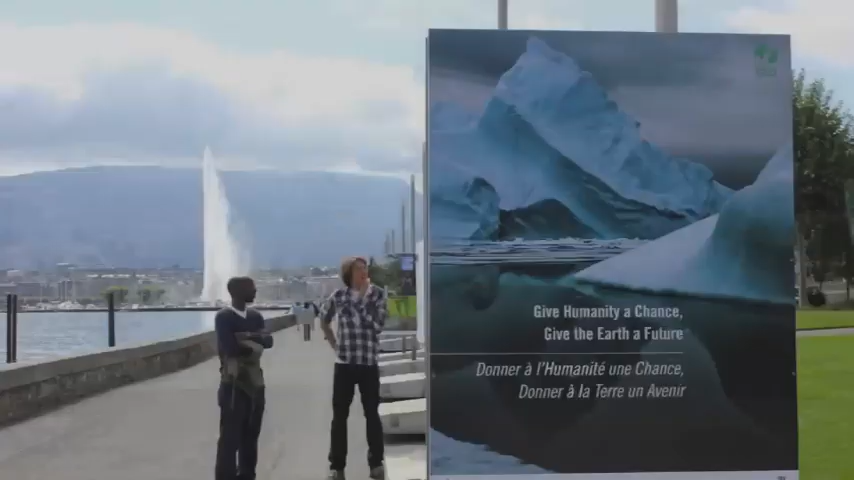 Give Humanity a Chance,
Give the Earth a Future
Donner à l'Humanité une Chance,
Donner à la Terre un Avenir